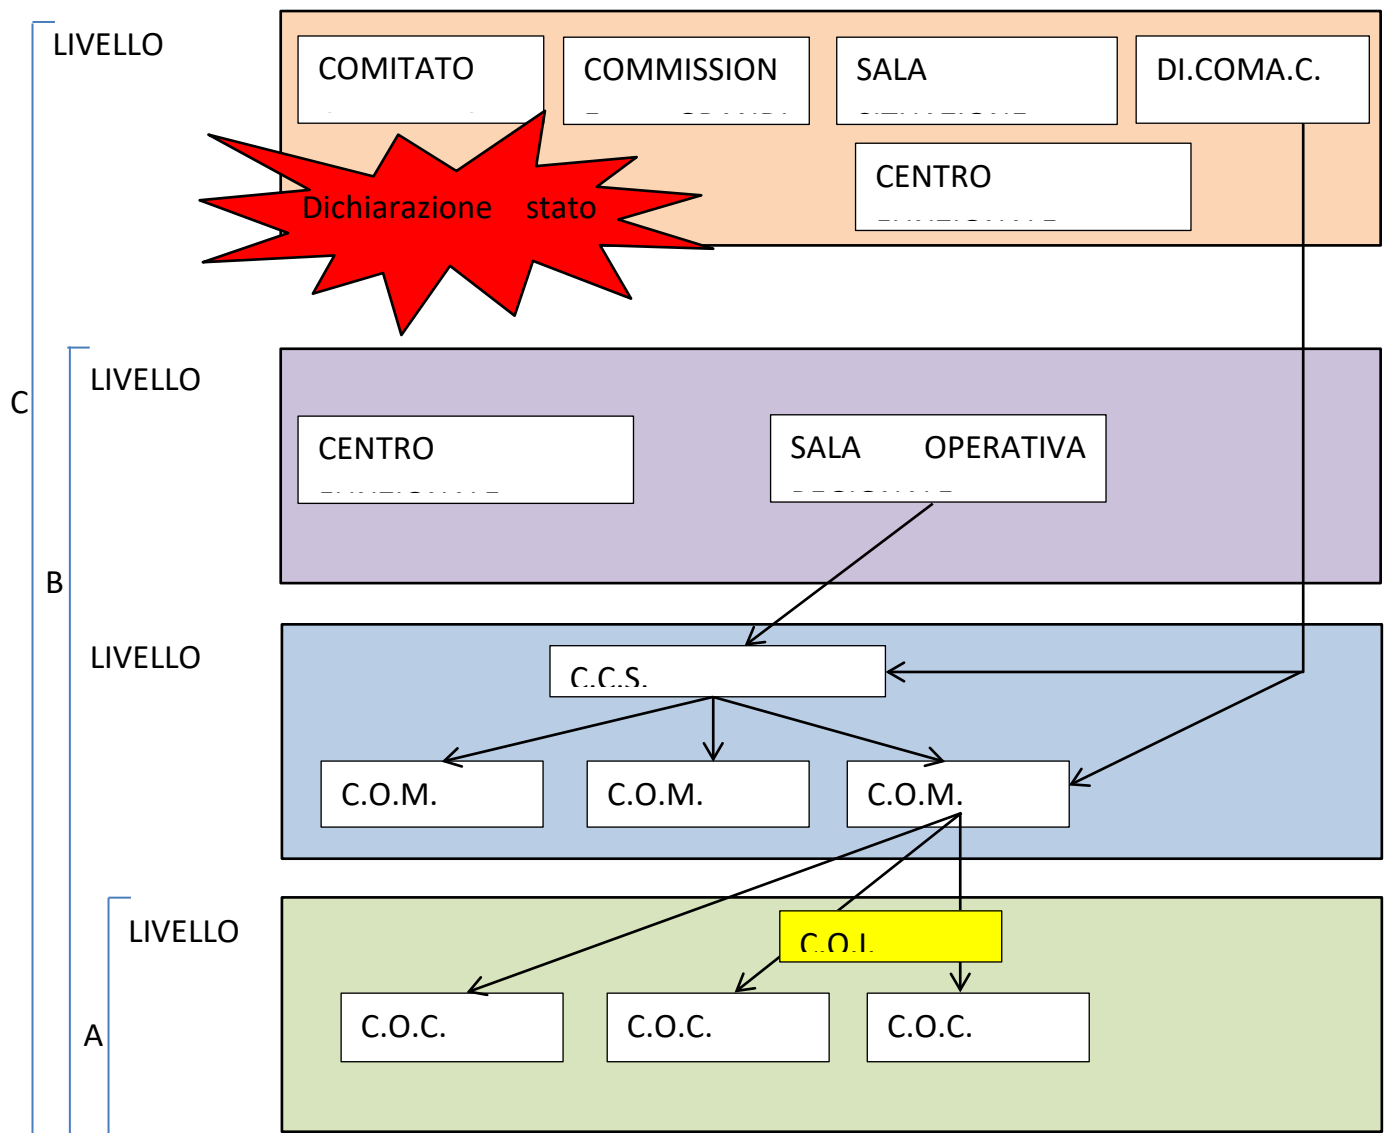 LIVELLO
COMITATO
COMMISSION
SALA
DI.COMA.C.
CENTRO
Dichiarazione stato
C
LIVELLO
CENTRO
SALA OPERATIVA
B
LIVELLO
C.C.S.
C.O.M.
C.O.M.
C.O.M.
LIVELLO
C.O.I.
A
C.O.C.
C.O.C.
C.O.C.